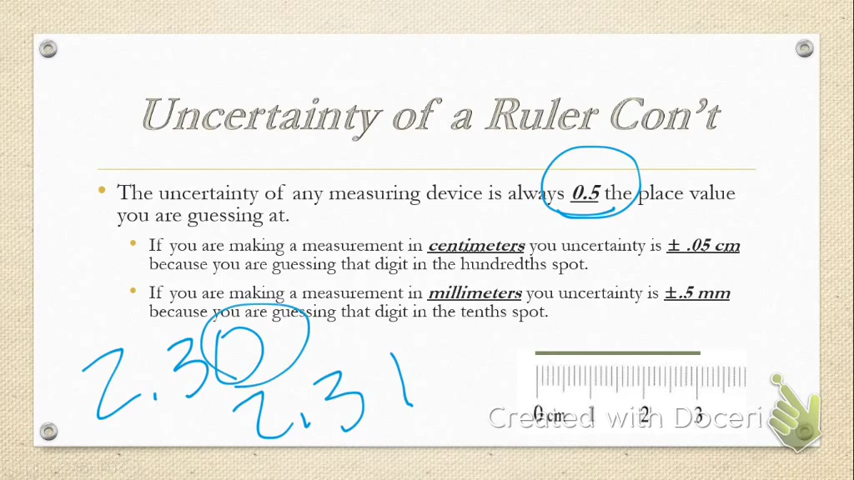 Uncertainty of a Ruler Con't
The uncertainty of any measuring device is always 0.5 the place value
you are guessing at.
If you are making a measurement in centimeters you uncertainty is ± .05 cm
because you are guessing that digit in the hundredths spot.
If you are making a measurement in millimeters you uncertainty is ±.5 mm
because you are guessing that digit in the tenths spot.
2.30
2.31
0 cm 1 2 3
Created with Doceri